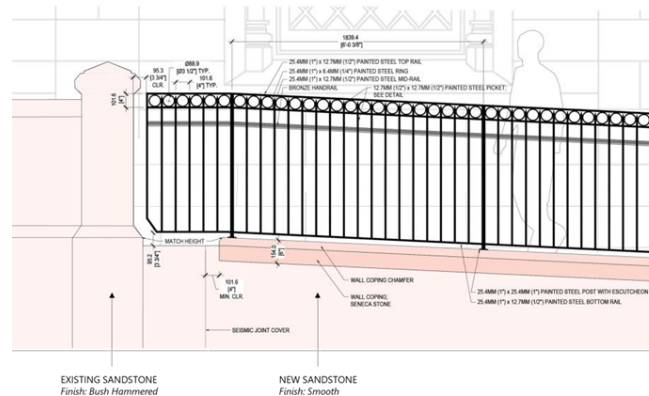 1839.4
[6'-0 3/8"]
95.3
[3 3/4"]
CLR.
Ø88.9
[Ø3 1/2"] TYP.
101.6
[4"] TYP.
101.6
[4"]
25.4MM (1") x 12.7MM (1/2") PAINTED STEEL TOP RAIL
25.4MM (1") x 6.4MM (1/4") PAINTED STEEL RING
25.4MM (1") x 12.7MM (1/2") PAINTED STEEL MID-RAIL
BRONZE HANDRAIL
12.7MM (1/2") x 12.7MM (1/2") PAINTED STEEL PICKET;
SEE DETAIL
MATCH HEIGHT
95.2
[3 3/4"]
154.0
[6"]
101.6
[4"]
MIN. CLR.
WALL COPING CHAMFER
WALL COPING;
SENECA STONE
25.4MM (1") x 25.4MM (1") PAINTED STEEL POST WITH ESCUTCHEON
25.4MM (1") x 12.7MM (1/2") PAINTED STEEL BOTTOM RAIL
SEISMIC JOINT COVER
EXISTING SANDSTONE
Finish: Bush Hammered
NEW SANDSTONE
Finish: Smooth